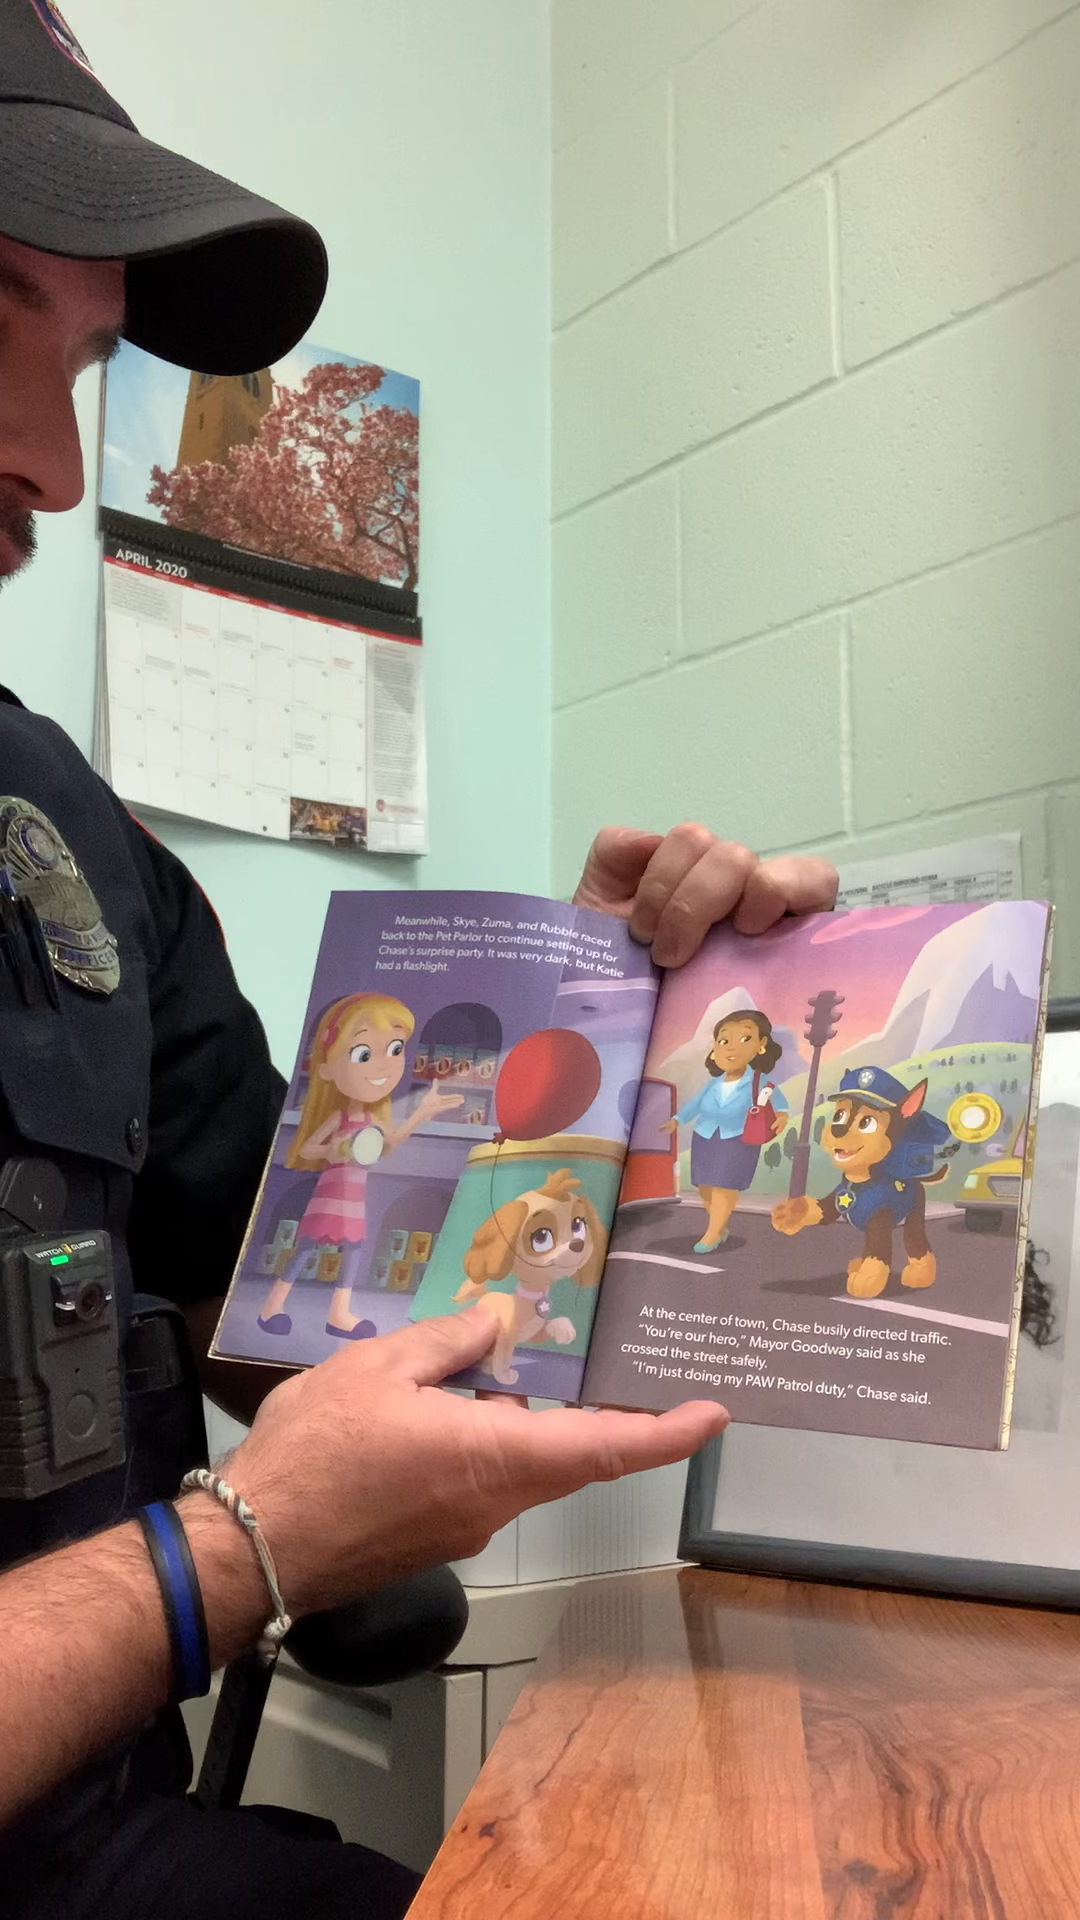 APRIL 2020
OFFICER
WATCH GUARD
Meanwhile, Skye, Zuma, and Rubble raced
back to the Pet Parlor to continue setting up for
Chase's surprise party. It was very dark, but Katie
had a flashlight.
At the center of town, Chase busily directed traffic.
"You're our hero," Mayor Goodway said as she
crossed the street safely.
"I'm just doing my PAW Patrol duty," Chase said.